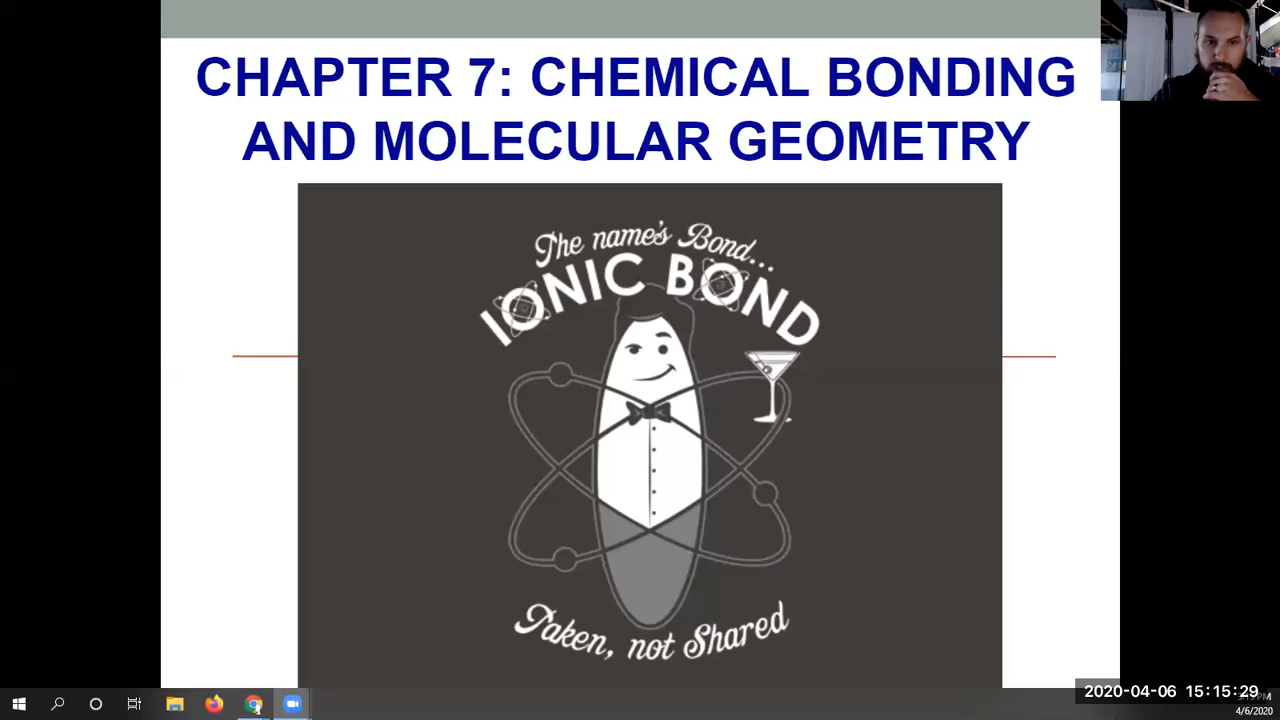 CHAPTER 7: CHEMICAL BONDING
AND MOLECULAR GEOMETRY
The name's Bond...
IONIC BOND
Taken, not Shared
2020-04-06 15:15:29
4/6/2020